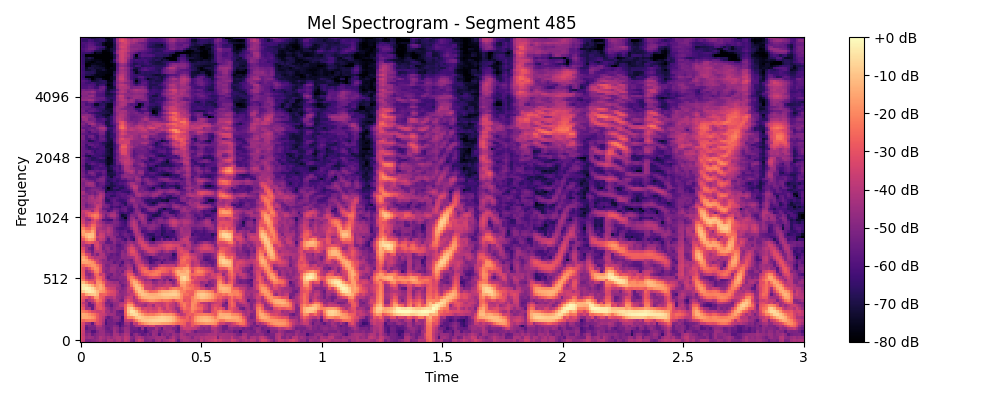 Mel Spectrogram - Segment 485
Frequency
4096
2048
1024
512
0
0
0.5
1
1.5
2
2.5
3
Time
+0 dB
-10 dB
-20 dB
-30 dB
-40 dB
-50 dB
-60 dB
-70 dB
-80 dB